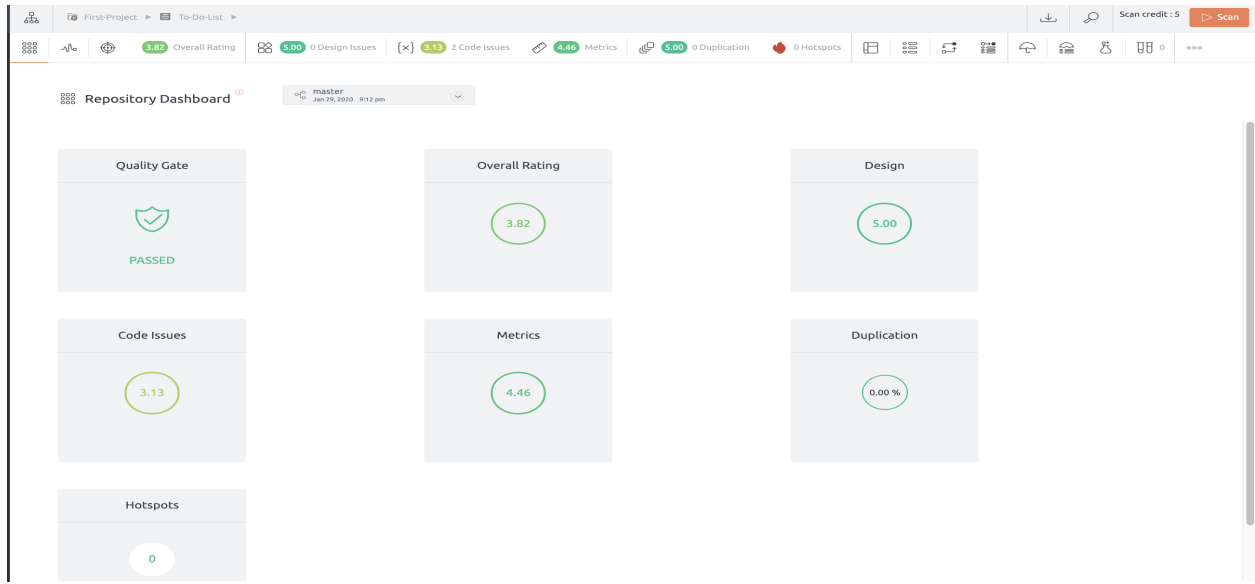 First-Project ▶ To-Do-List ▶
Scan credit : 5
Scan
3.82 Overall Rating
5.00 0 Design Issues
{×} 3.13 2 Code Issues
4.46 Metrics
5.00 0 Duplication
0 Hotspots
0
Repository Dashboard
master
Jan 29, 2020 9:12 pm
Quality Gate
PASSED
Overall Rating
3.82
Design
5.00
Code Issues
3.13
Metrics
4.46
Duplication
0.00 %
Hotspots
0